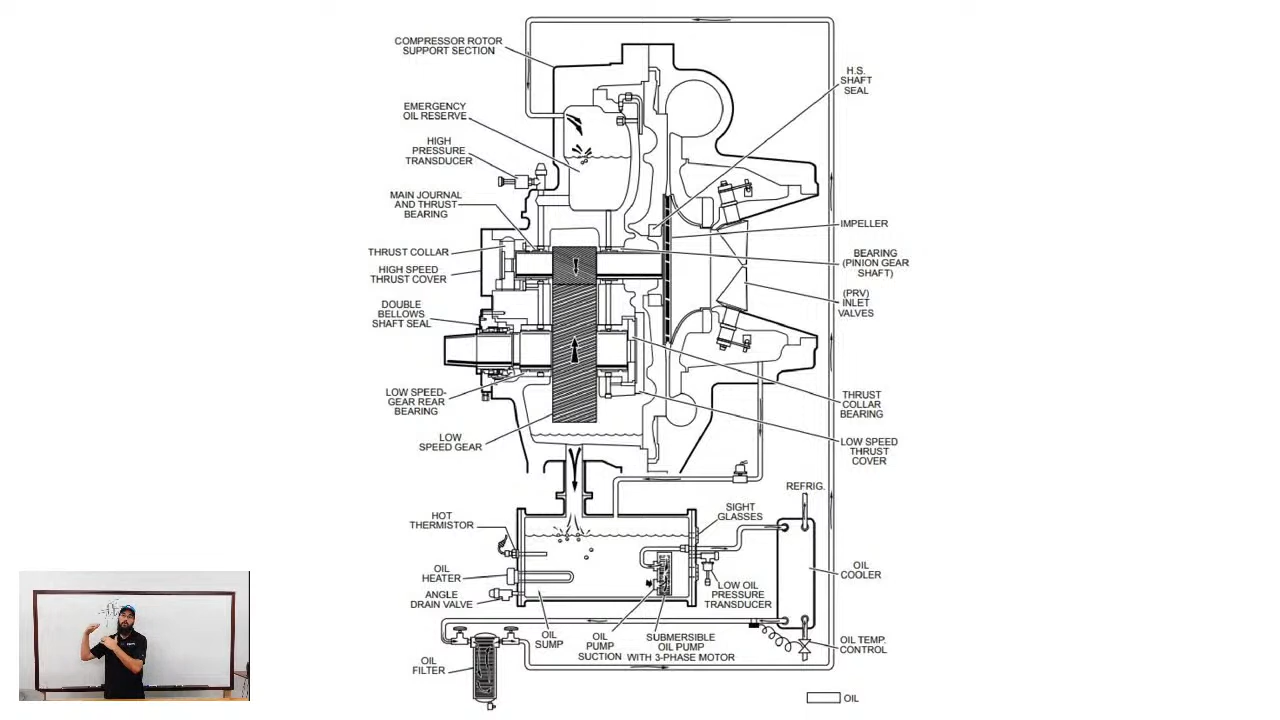 COMPRESSOR ROTOR
SUPPORT SECTION
H.S.
SHAFT
SEAL
EMERGENCY
OIL RESERVE
HIGH
PRESSURE
TRANSDUCER
MAIN JOURNAL
AND THRUST
BEARING
IMPELLER
THRUST COLLAR
HIGH SPEED
THRUST COVER
BEARING
(PINION GEAR
SHAFT)
(PRV)
INLET
VALVES
DOUBLE
BELLOWS
SHAFT SEAL
LOW SPEED-
GEAR REAR
BEARING
THRUST
COLLAR
BEARING
LOW
SPEED GEAR
LOW SPEED
THRUST
COVER
REFRIG.
HOT
THERMISTOR
SIGHT
GLASSES
OIL
HEATER
OIL
COOLER
ANGLE
DRAIN VALVE
LOW OIL
PRESSURE
TRANSDUCER
OIL
SUMP
OIL
PUMP
SUCTION
SUBMERSIBLE
OIL PUMP
WITH 3-PHASE MOTOR
OIL TEMP.
CONTROL
OIL
FILTER
OIL